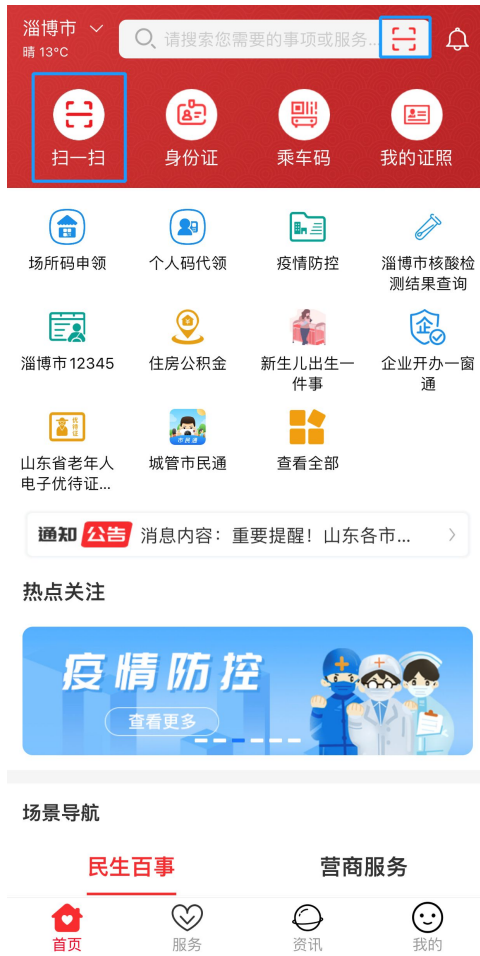 淄博市
晴 13°C
请搜索您需要的事项或服务...
扫一扫
身份证
乘车码
我的证照
场所码申领
个人码代领
疫情防控
淄博市核酸检
测结果查询
淄博市12345
住房公积金
新生儿出生一
件事
企业开办一窗
通
山东省老年人
电子优待证...
城管市民通
查看全部
通知 公告 消息内容：重要提醒！山东各市...
热点关注
疫情防控
查看更多
场景导航
民生百事
营商服务
首页
服务
资讯
我的